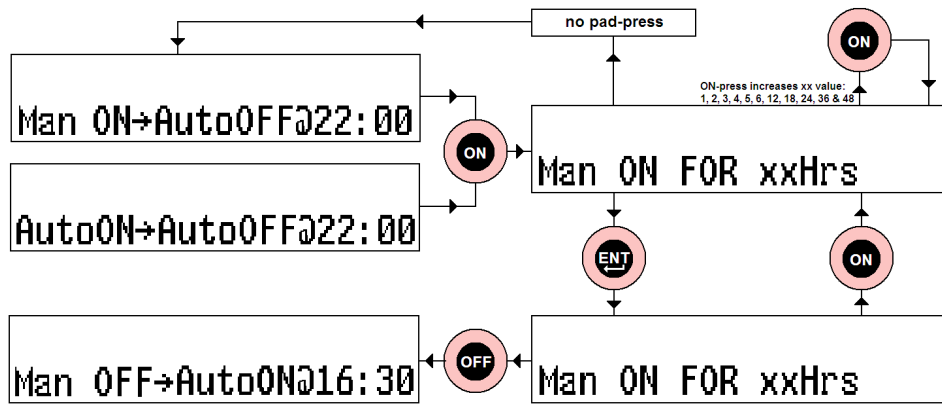 no pad-press
ON
ON-press increases xx value:
1, 2, 3, 4, 5, 6, 12, 18, 24, 36 & 48
Man ON→AutoOFF@22:00
ON
Man ON FOR xxHrs
AutoON→AutoOFF@22:00
ENT
ON
Man OFF→AutoON@16:30
OFF
Man ON FOR xxHrs